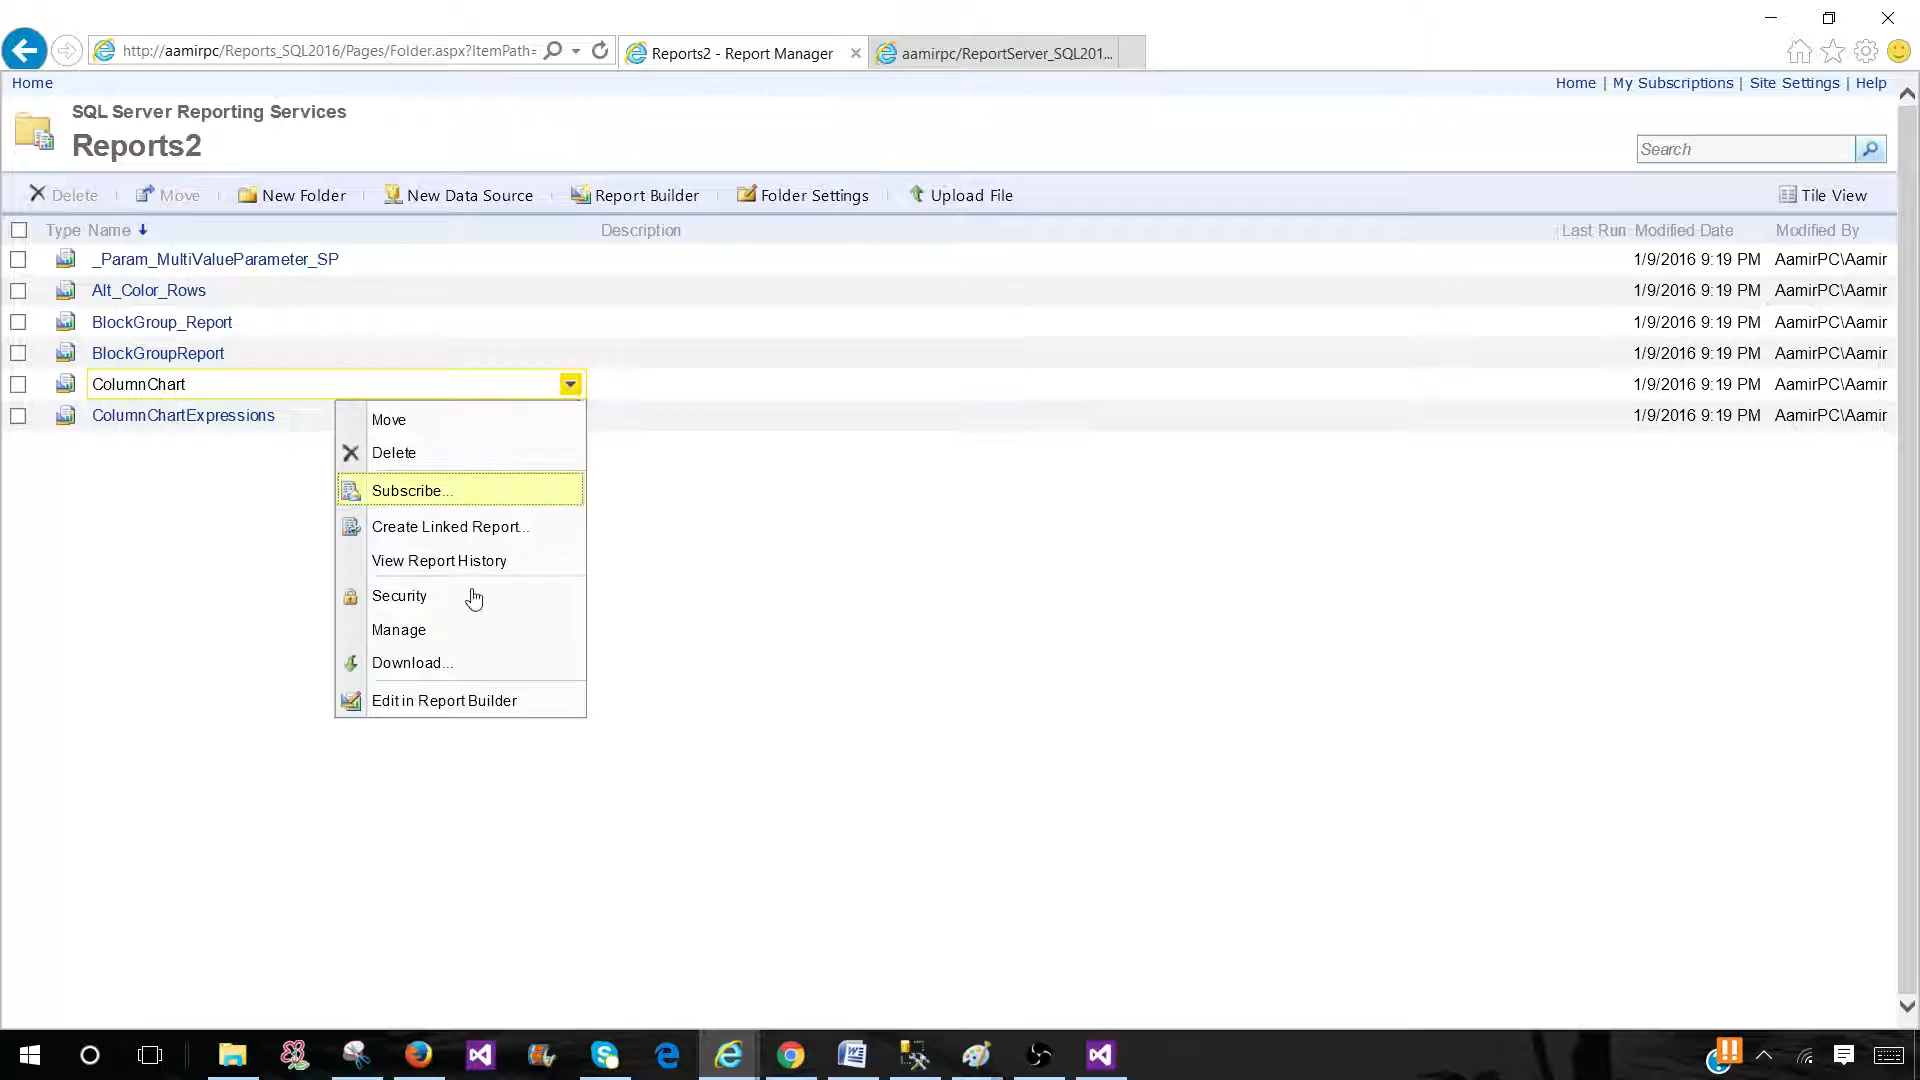 http://aamirpc/Reports_SQL2016/Pages/Folder.aspx?ItemPath=
Reports2 - Report Manager
aamirpc/ReportServer_SQL201...
Home
Home | My Subscriptions | Site Settings | Help
SQL Server Reporting Services
Reports2
Search
Delete Move New Folder New Data Source Report Builder Folder Settings Upload File Tile View
Type Name Description Last Run Modified Date Modified By
_Param_MultiValueParameter_SP 1/9/2016 9:19 PM AamirPC\Aamir
Alt_Color_Rows 1/9/2016 9:19 PM AamirPC\Aamir
BlockGroup_Report 1/9/2016 9:19 PM AamirPC\Aamir
BlockGroupReport 1/9/2016 9:19 PM AamirPC\Aamir
ColumnChart 1/9/2016 9:19 PM AamirPC\Aamir
ColumnChartExpressions 1/9/2016 9:19 PM AamirPC\Aamir
Move
Delete
Subscribe...
Create Linked Report...
View Report History
Security
Manage
Download...
Edit in Report Builder